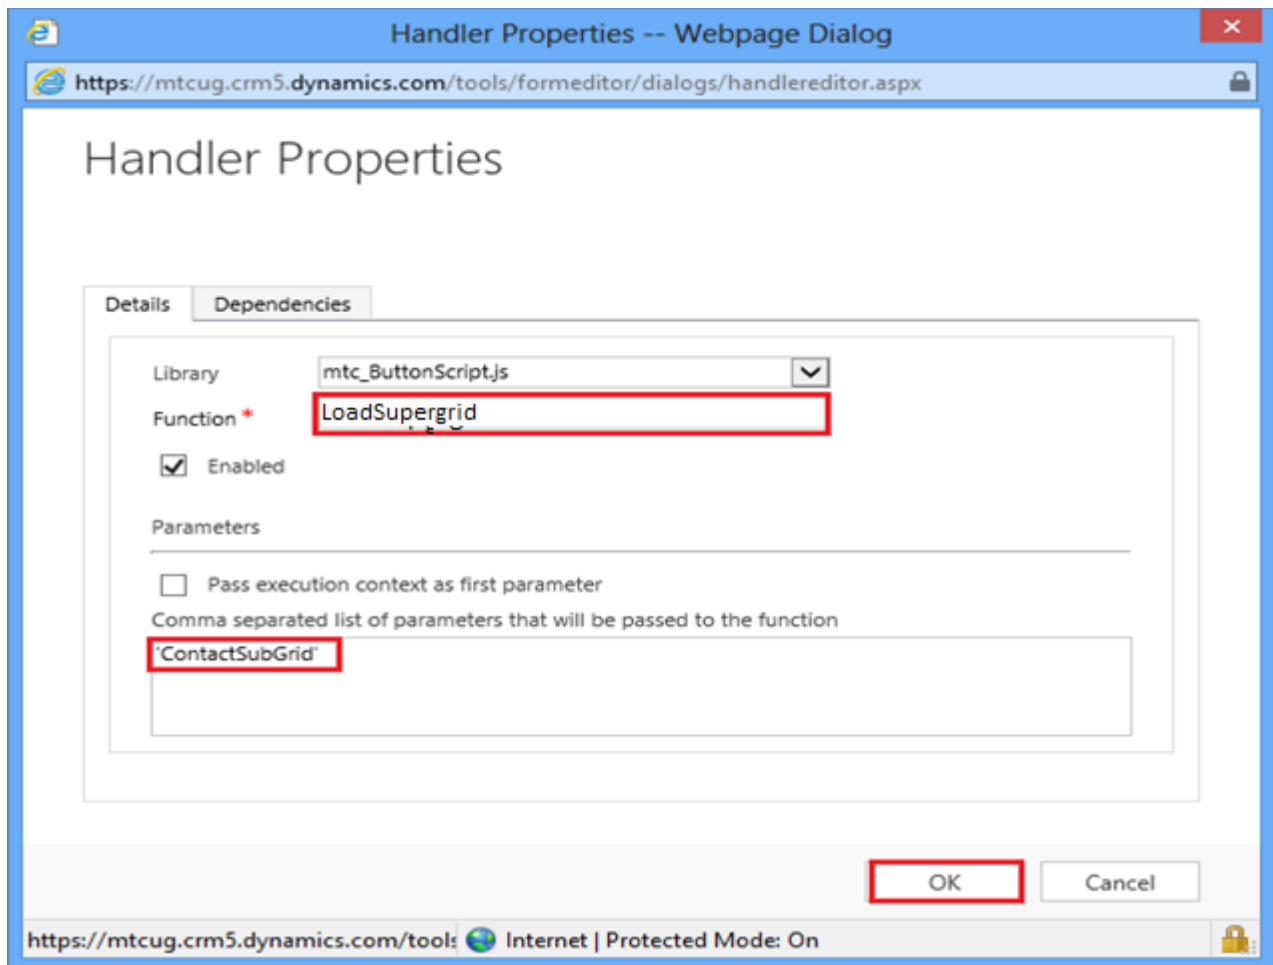 Handler Properties -- Webpage Dialog
https://mtcug.crm5.dynamics.com/tools/formeditor/dialogs/handlereditor.aspx
Handler Properties
Details Dependencies
Library mtc_ButtonScript.js
Function * LoadSupergrid
Enabled
Parameters
Pass execution context as first parameter
Comma separated list of parameters that will be passed to the function
'ContactSubGrid'
OK Cancel
https://mtcug.crm5.dynamics.com/tools Internet | Protected Mode: On